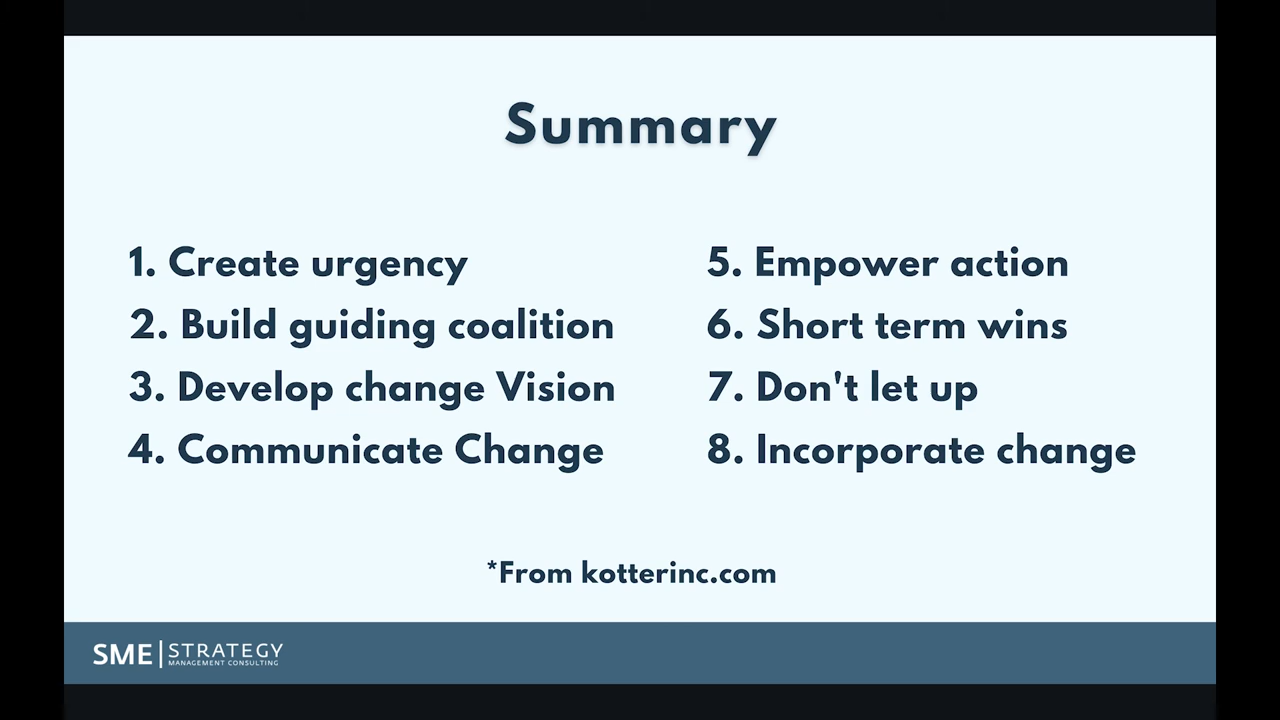 Summary
1. Create urgency
2. Build guiding coalition
3. Develop change Vision
4. Communicate Change
5. Empower action
6. Short term wins
7. Don't let up
8. Incorporate change
*From kotterinc.com
SME | STRATEGY
MANAGEMENT CONSULTING